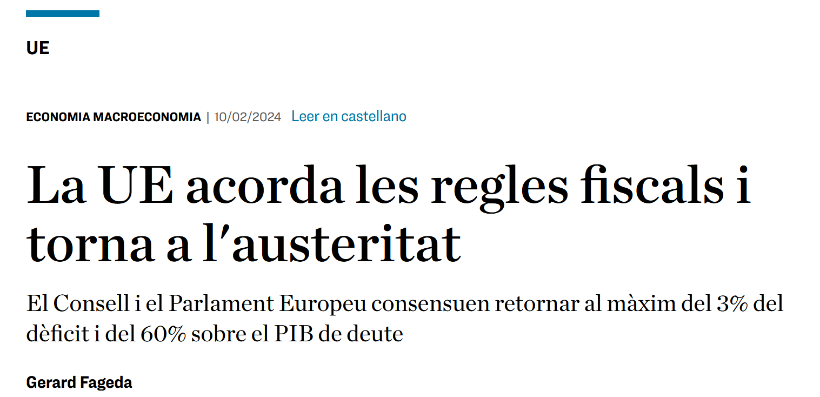 UE
ECONOMIA MACROECONOMIA | 10/02/2024 Leer en castellano
La UE acorda les regles fiscals i
torna a l'austeritat
El Consell i el Parlament Europeu consensuen retornar al màxim del 3% del
dèficit i del 60% sobre el PIB de deute
Gerard Fageda